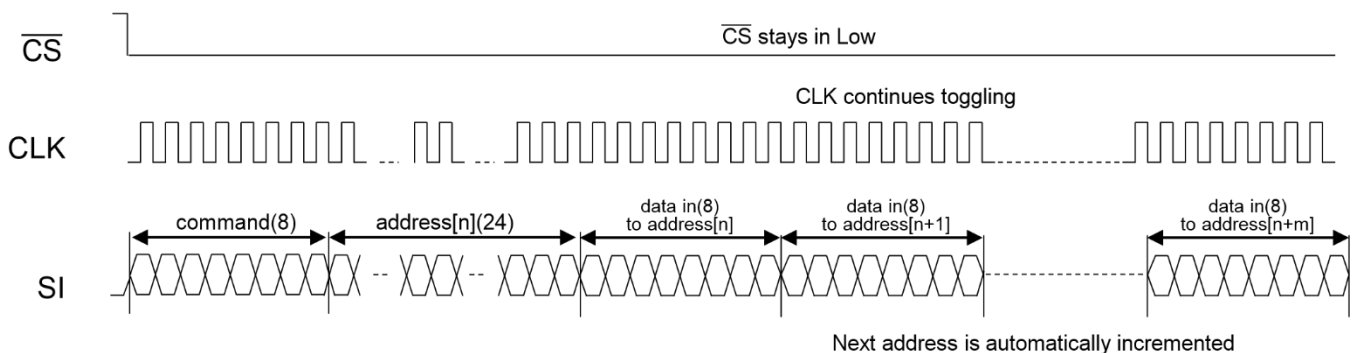 CS
CS stays in Low
CLK continues toggling
CLK
command(8)
address[n](24)
data in(8)
to address[n]
data in(8)
to address[n+1]
data in(8)
to address[n+m]
SI
Next address is automatically incremented